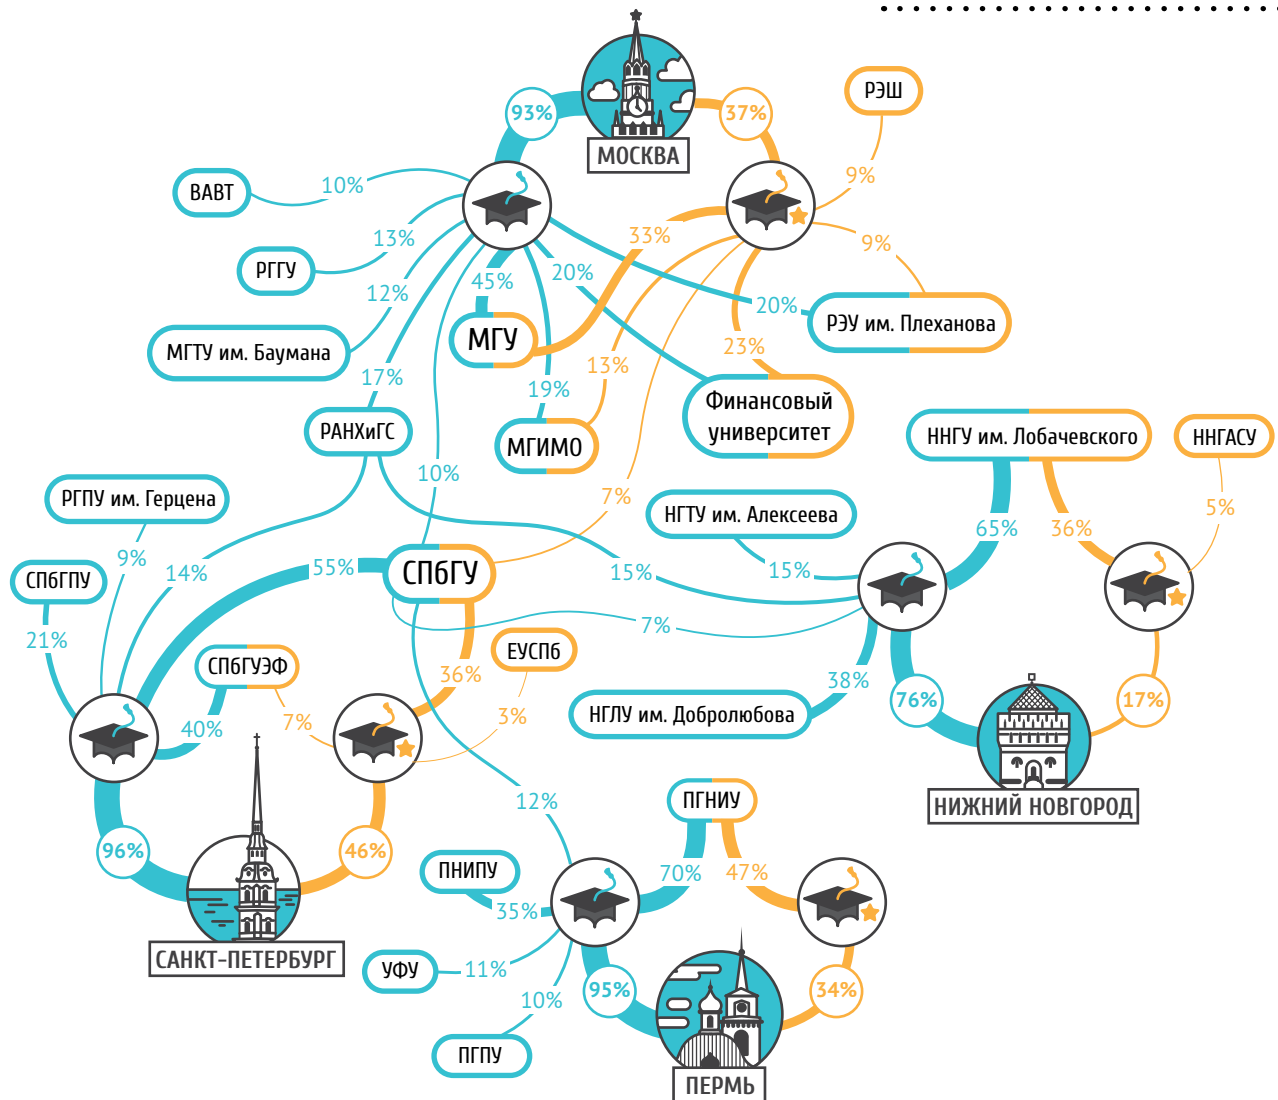 93%
37%
МОСКВА
РЭШ
ВАВТ
10%
9%
РГГУ
13%
33%
9%
12%
45%
20%
20%
МГТУ им. Баумана
МГУ
РЭУ им. Плеханова
17%
19%
13%
23%
РАНХиГС
МГИМО
Финансовый
университет
ННГУ им. Лобачевского
ННГАСУ
10%
7%
РГПУ им. Герцена
НГТУ им. Алексеева
65%
36%
5%
СПбГПУ
9%
14%
55%
СПбГУ
15%
15%
21%
7%
СПбГУЭФ
36%
ЕУСПб
38%
40%
7%
3%
НГЛУ им. Добролюбова
76%
17%
НИЖНИЙ НОВГОРОД
12%
ПГНИУ
96%
46%
ПНИПУ
70%
47%
35%
САНКТ-ПЕТЕРБУРГ
УФУ
11%
10%
95%
34%
ПГПУ
ПЕРМЬ